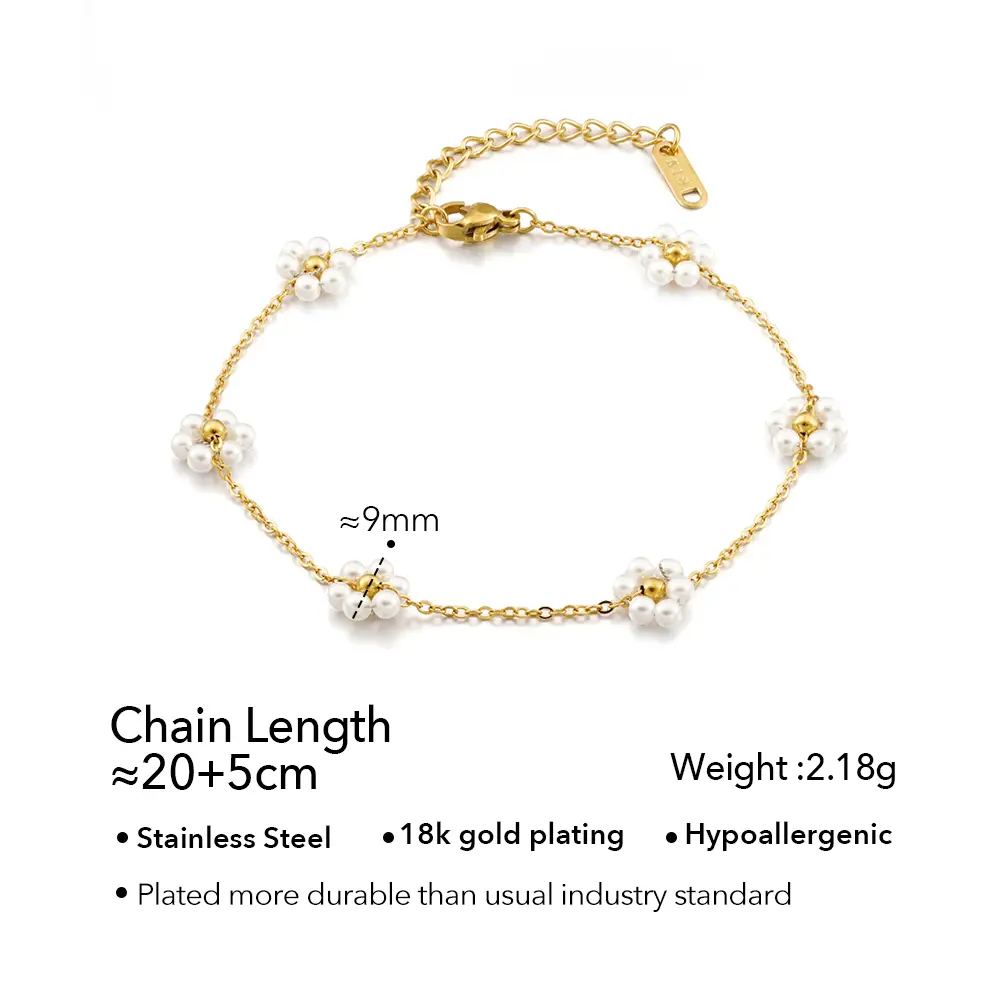 ≈9mm
Chain Length
≈20+5cm
Weight :2.18g
• Stainless Steel
• 18k gold plating
• Hypoallergenic
• Plated more durable than usual industry standard